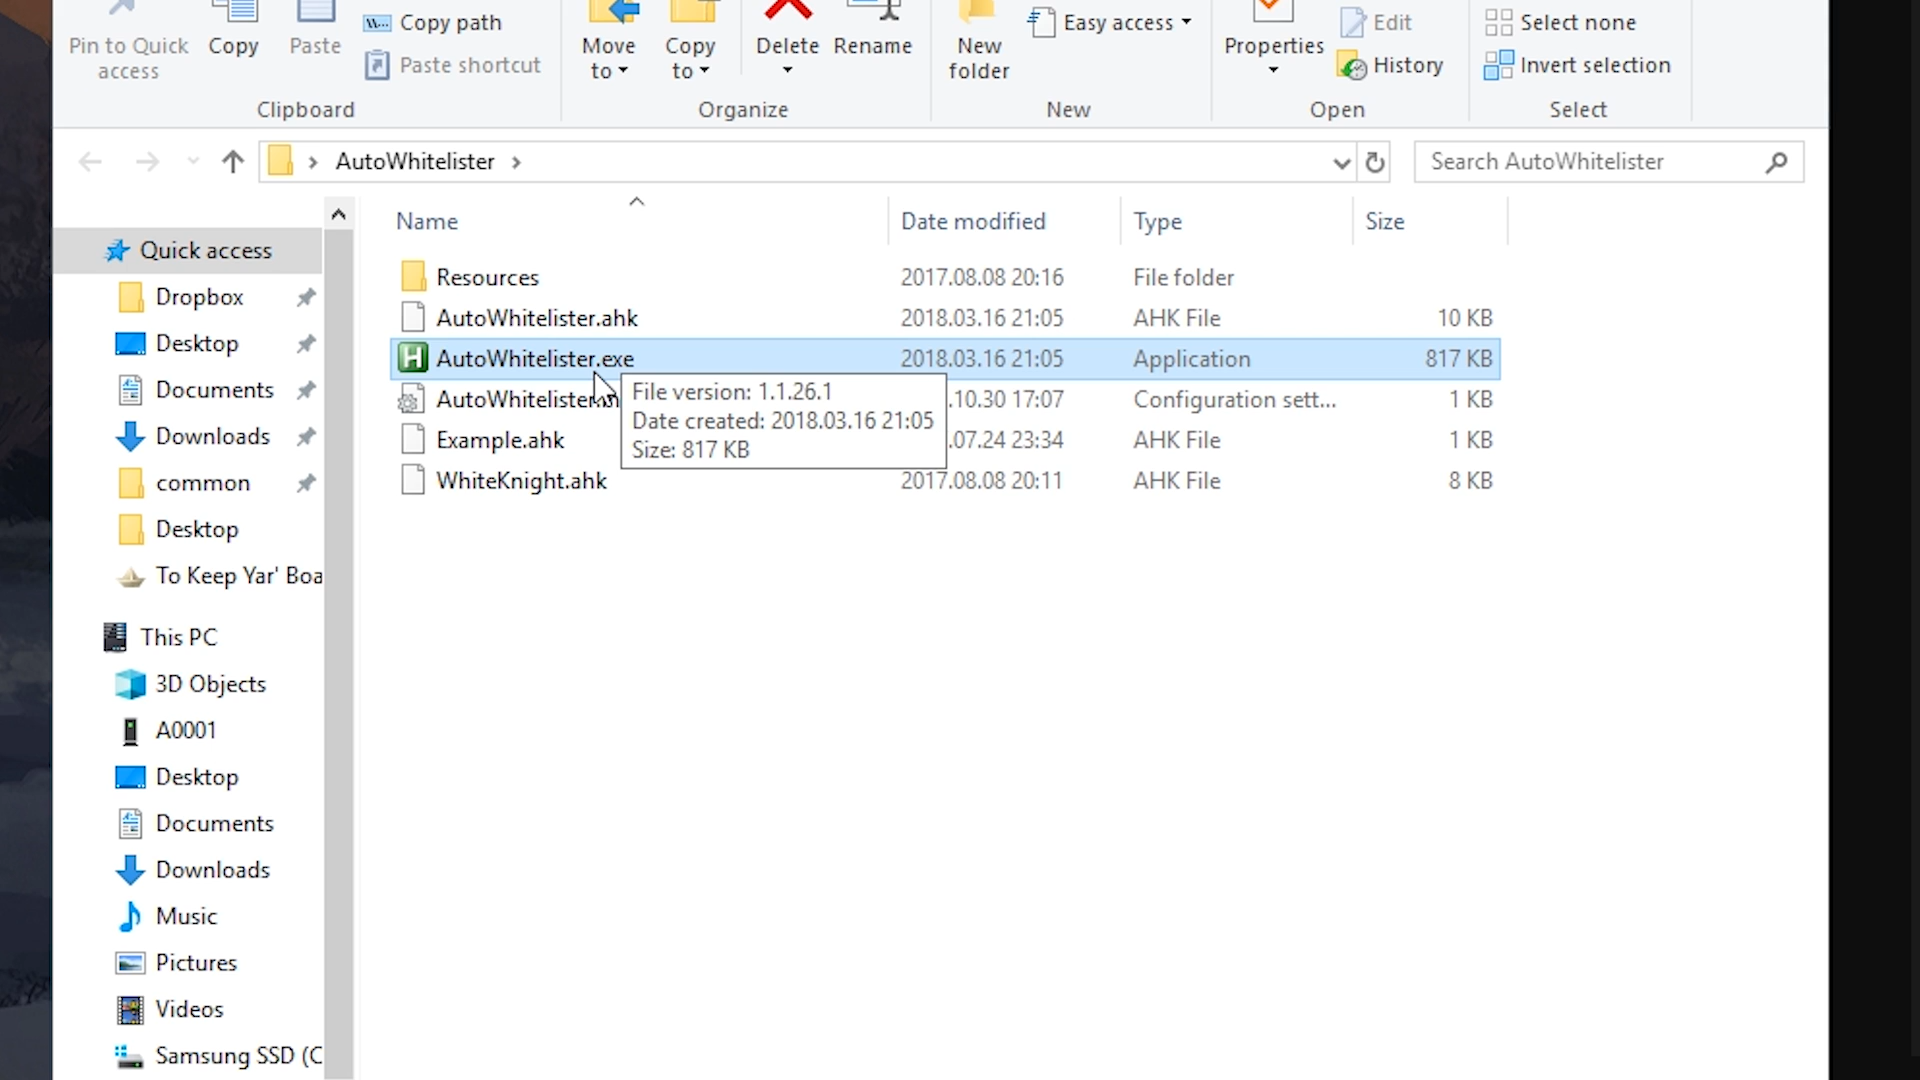 Pin to Quick access
Copy
Paste
Copy path
Paste shortcut
Move to
Copy to
Delete
Rename
New folder
Easy access
Properties
Edit
History
Select none
Invert selection
Clipboard
Organize
New
Open
Select
AutoWhitelister
Search AutoWhitelister
Name
Date modified
Type
Size
Resources 2017.08.08 20:16 File folder
AutoWhitelister.ahk 2018.03.16 21:05 AHK File 10 KB
AutoWhitelister.exe 2018.03.16 21:05 Application 817 KB
AutoWhitelister .10.30 17:07 Configuration sett... 1 KB
Example.ahk .07.24 23:34 AHK File 1 KB
WhiteKnight.ahk 2017.08.08 20:11 AHK File 8 KB
File version: 1.1.26.1
Date created: 2018.03.16 21:05
Size: 817 KB
Quick access
Dropbox
Desktop
Documents
Downloads
common
Desktop
To Keep Yar' Boa
This PC
3D Objects
A0001
Desktop
Documents
Downloads
Music
Pictures
Videos
Samsung SSD (C